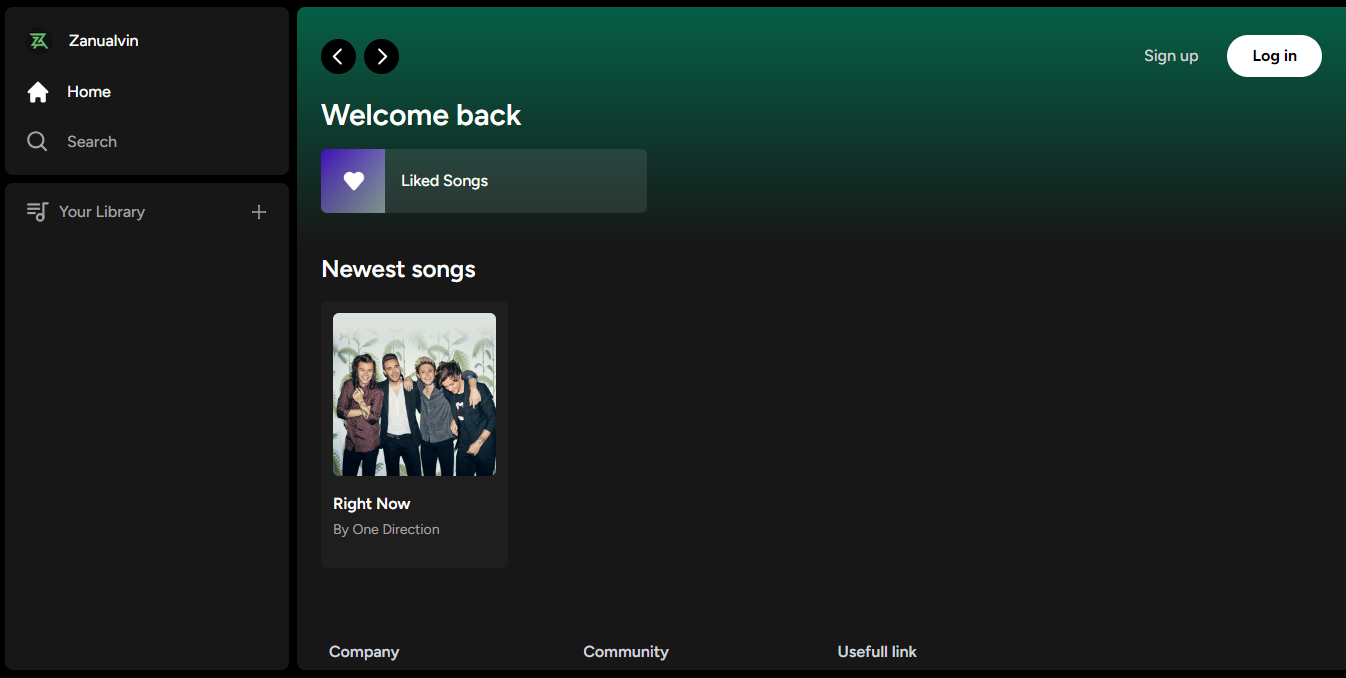 Zanualvin
Home
Search
Your Library
Sign up
Log in
Welcome back
Liked Songs
Newest songs
Right Now
By One Direction
Company
Community
Usefull link